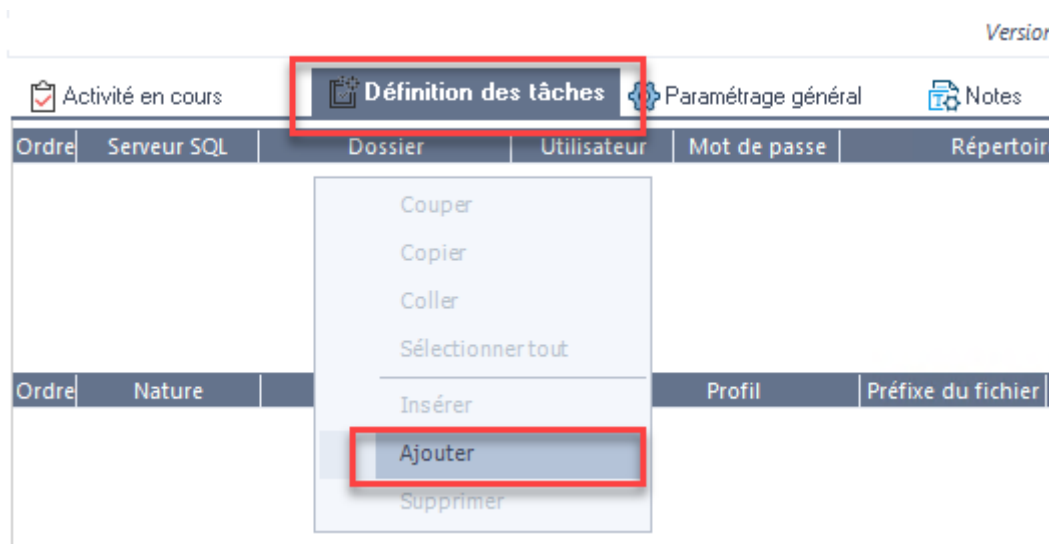 Version
Activité en cours Définition des tâches Paramétrage général Notes
Ordre Serveur SQL Dossier Utilisateur Mot de passe Répertoir
Couper
Copier
Coller
Sélectionner tout
Ordre Nature Profil Préfixe du fichier
Insérer
Ajouter
Supprimer